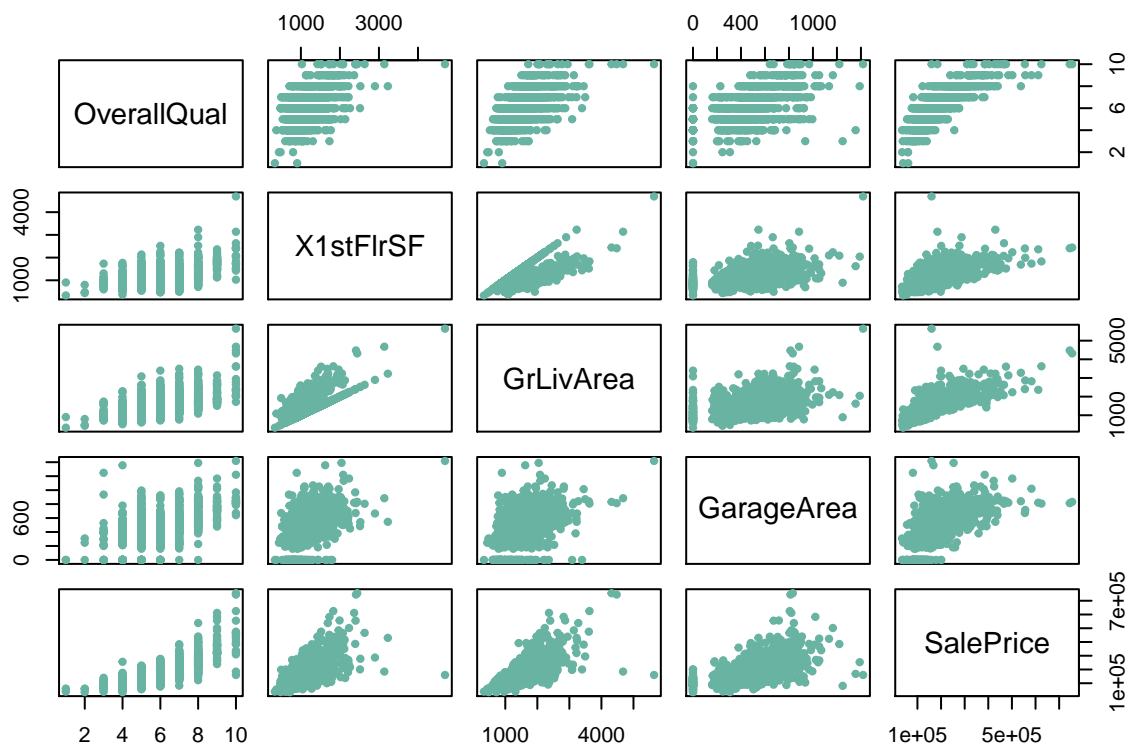 1000 3000
0 400 1000
OverallQual
2 6 10
X1stFlrSF
1000 4000
GrLivArea
1000 5000
GarageArea
0 600
SalePrice
1e+05 7e+05
2 4 6 8 10
1000 4000
1e+05 5e+05